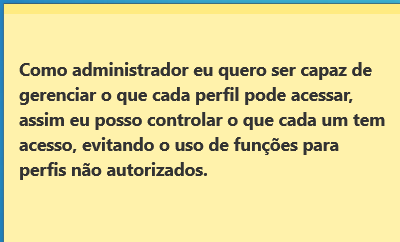 Como administrador eu quero ser capaz de
gerenciar o que cada perfil pode acessar,
assim eu posso controlar o que cada um tem
acesso, evitando o uso de funções para
perfis não autorizados.